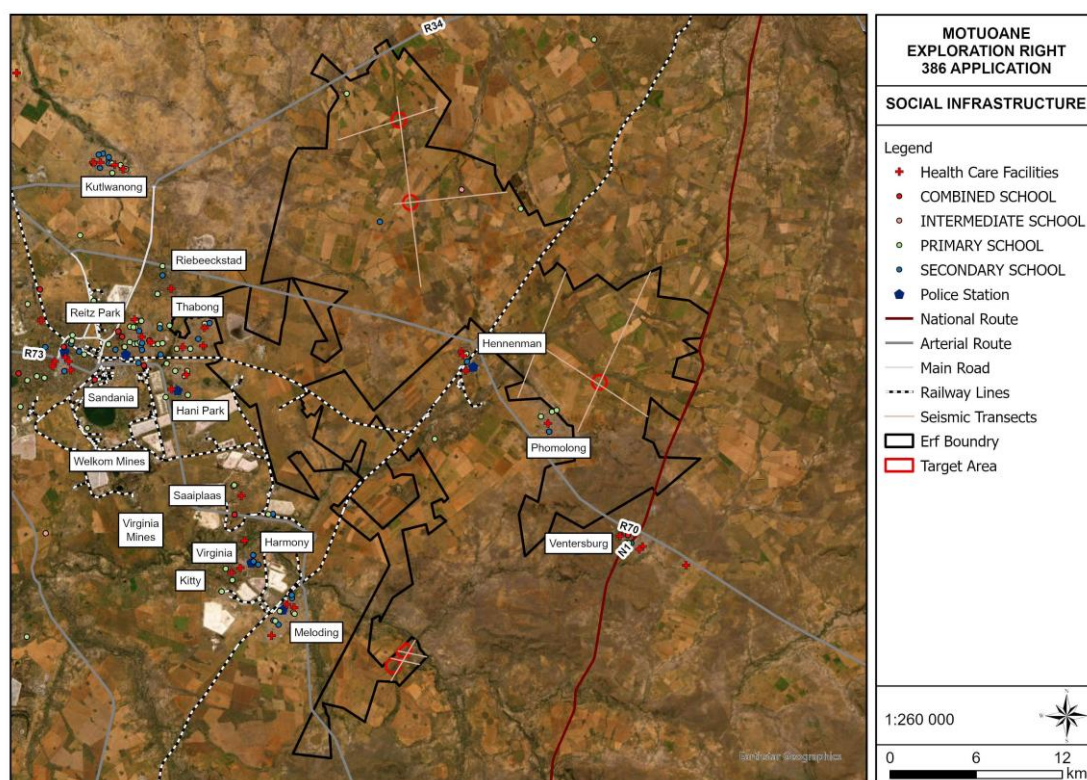 MOTUOANE
EXPLORATION RIGHT
386 APPLICATION
SOCIAL INFRASTRUCTURE
Legend
Health Care Facilities
COMBINED SCHOOL
INTERMEDIATE SCHOOL
PRIMARY SCHOOL
SECONDARY SCHOOL
Police Station
National Route
Arterial Route
Main Road
Railway Lines
Seismic Transects
Erf Boundry
Target Area
1:260 000
0 6 12
km
R34
Kutlwanong
Riebeeckstad
Thabong
Reitz Park
R73
Hennenman
Sandania
Hani Park
Phomolong
Welkom Mines
Saaiplaas
Virginia
Mines
Harmony
R70
Ventersburg
N1
Virginia
Kitty
Meloding
Earthstar Geographics